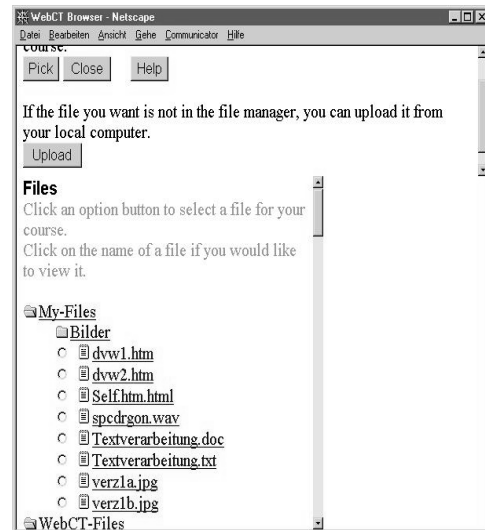 WebCT Browser - Netscape
Datei Bearbeiten Ansicht Gehe Communicator Hilfe
course.
Pick Close Help
If the file you want is not in the file manager, you can upload it from
your local computer.
Upload
Files
Click an option button to select a file for your
course.
Click on the name of a file if you would like
to view it.
My-Files
Bilder
dvw1.htm
dvw2.htm
Self.htm.html
spcdrgon.wav
Textverarbeitung.doc
Textverarbeitung.txt
verz1a.jpg
verz1b.jpg
WebCT-Files